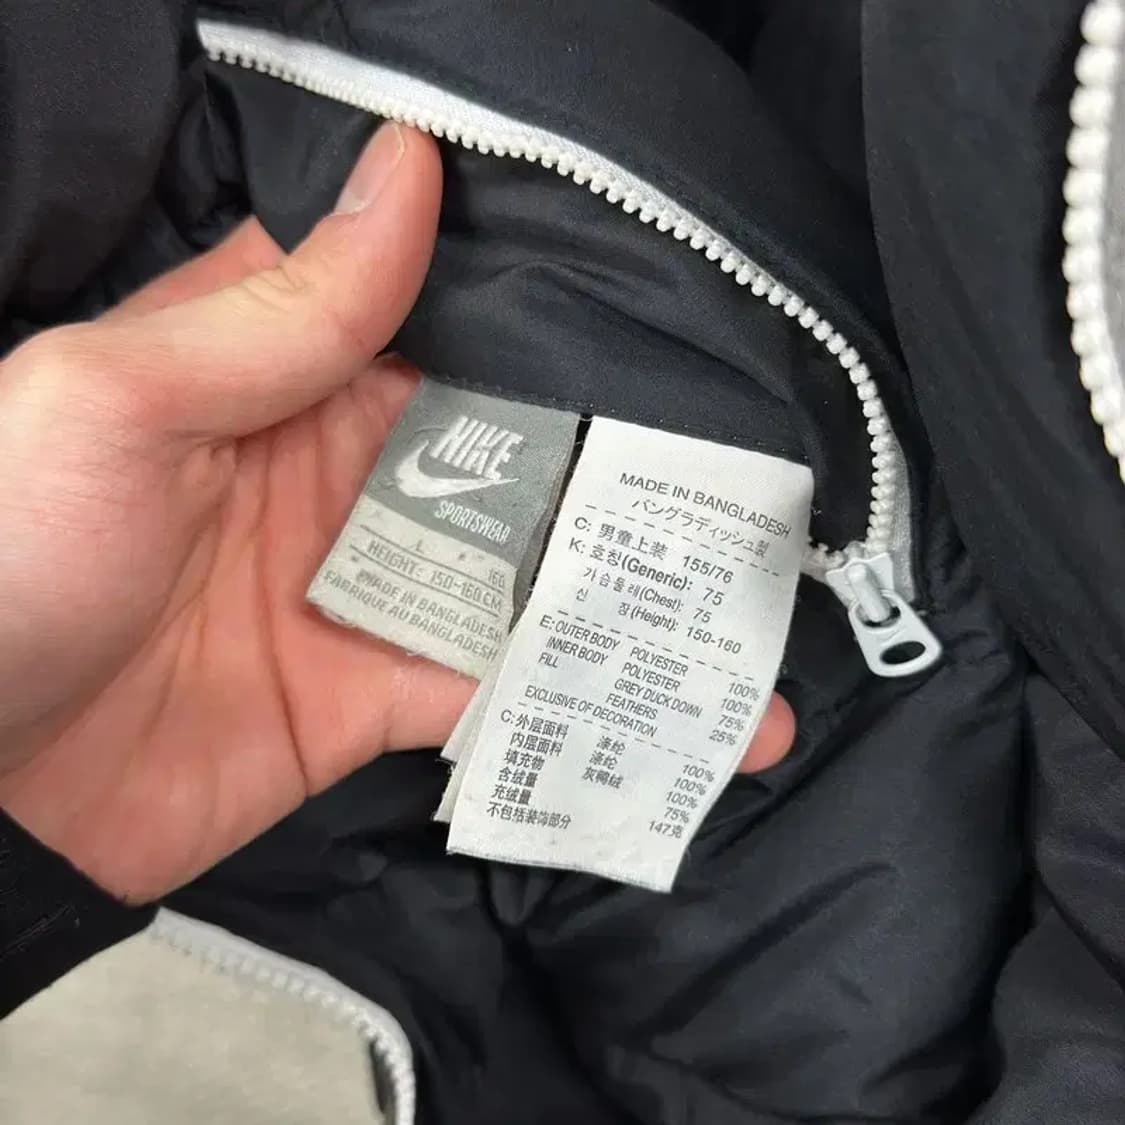 NIKE
SPORTSWEAR
L 160
HEIGHT: 150-160 CM
MADE IN BANGLADESH
FABRIQUE AU BANGLADESH
MADE IN BANGLADESH
バングラディッシュ製
C: 男童上装 155/76
K: 호칭(Generic): 75
가슴둘레(Chest): 75
신 장(Height): 150-160
E: OUTER BODY POLYESTER 100%
INNER BODY POLYESTER 100%
FILL GREY DUCK DOWN 75%
FEATHERS 25%
EXCLUSIVE OF DECORATION
C: 外层面料 涤纶 100%
内层面料 涤纶 100%
填充物 灰鸭绒 100%
含绒量 75%
充绒量 147克
不包括装饰部分